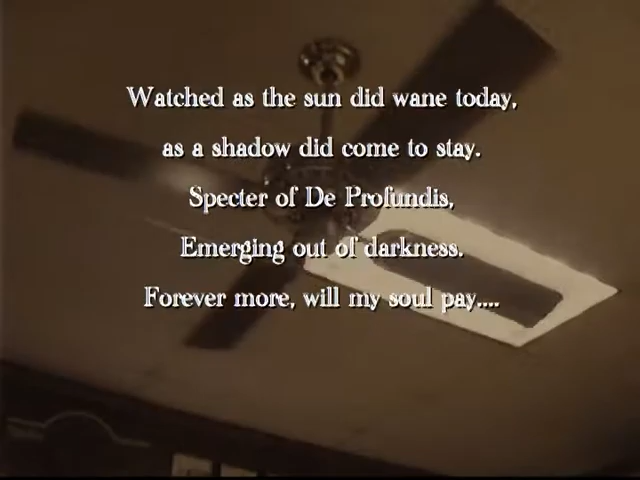 Watched as the sun did wane today,
as a shadow did come to stay.
Specter of De Profundis,
Emerging out of darkness.
Forever more, will my soul pay....